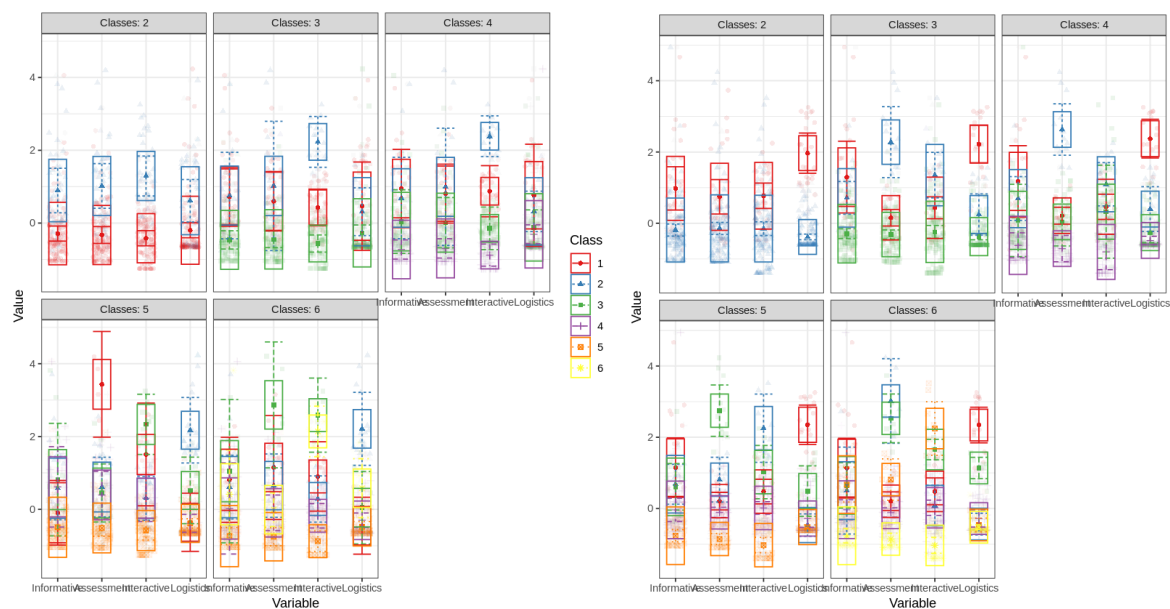 Classes: 2
Classes: 3
Classes: 4
4
2
0
Informative Assessment Interactive Logistics
Classes: 5
Classes: 6
4
2
0
Informative Assessment Interactive Logistics Informative Assessment Interactive Logistics
Value
Variable
Class
1
2
3
4
5
6
Classes: 2
Classes: 3
Classes: 4
4
2
0
Informative Assessment Interactive Logistics
Classes: 5
Classes: 6
4
2
0
Informative Assessment Interactive Logistics Informative Assessment Interactive Logistics
Value
Variable